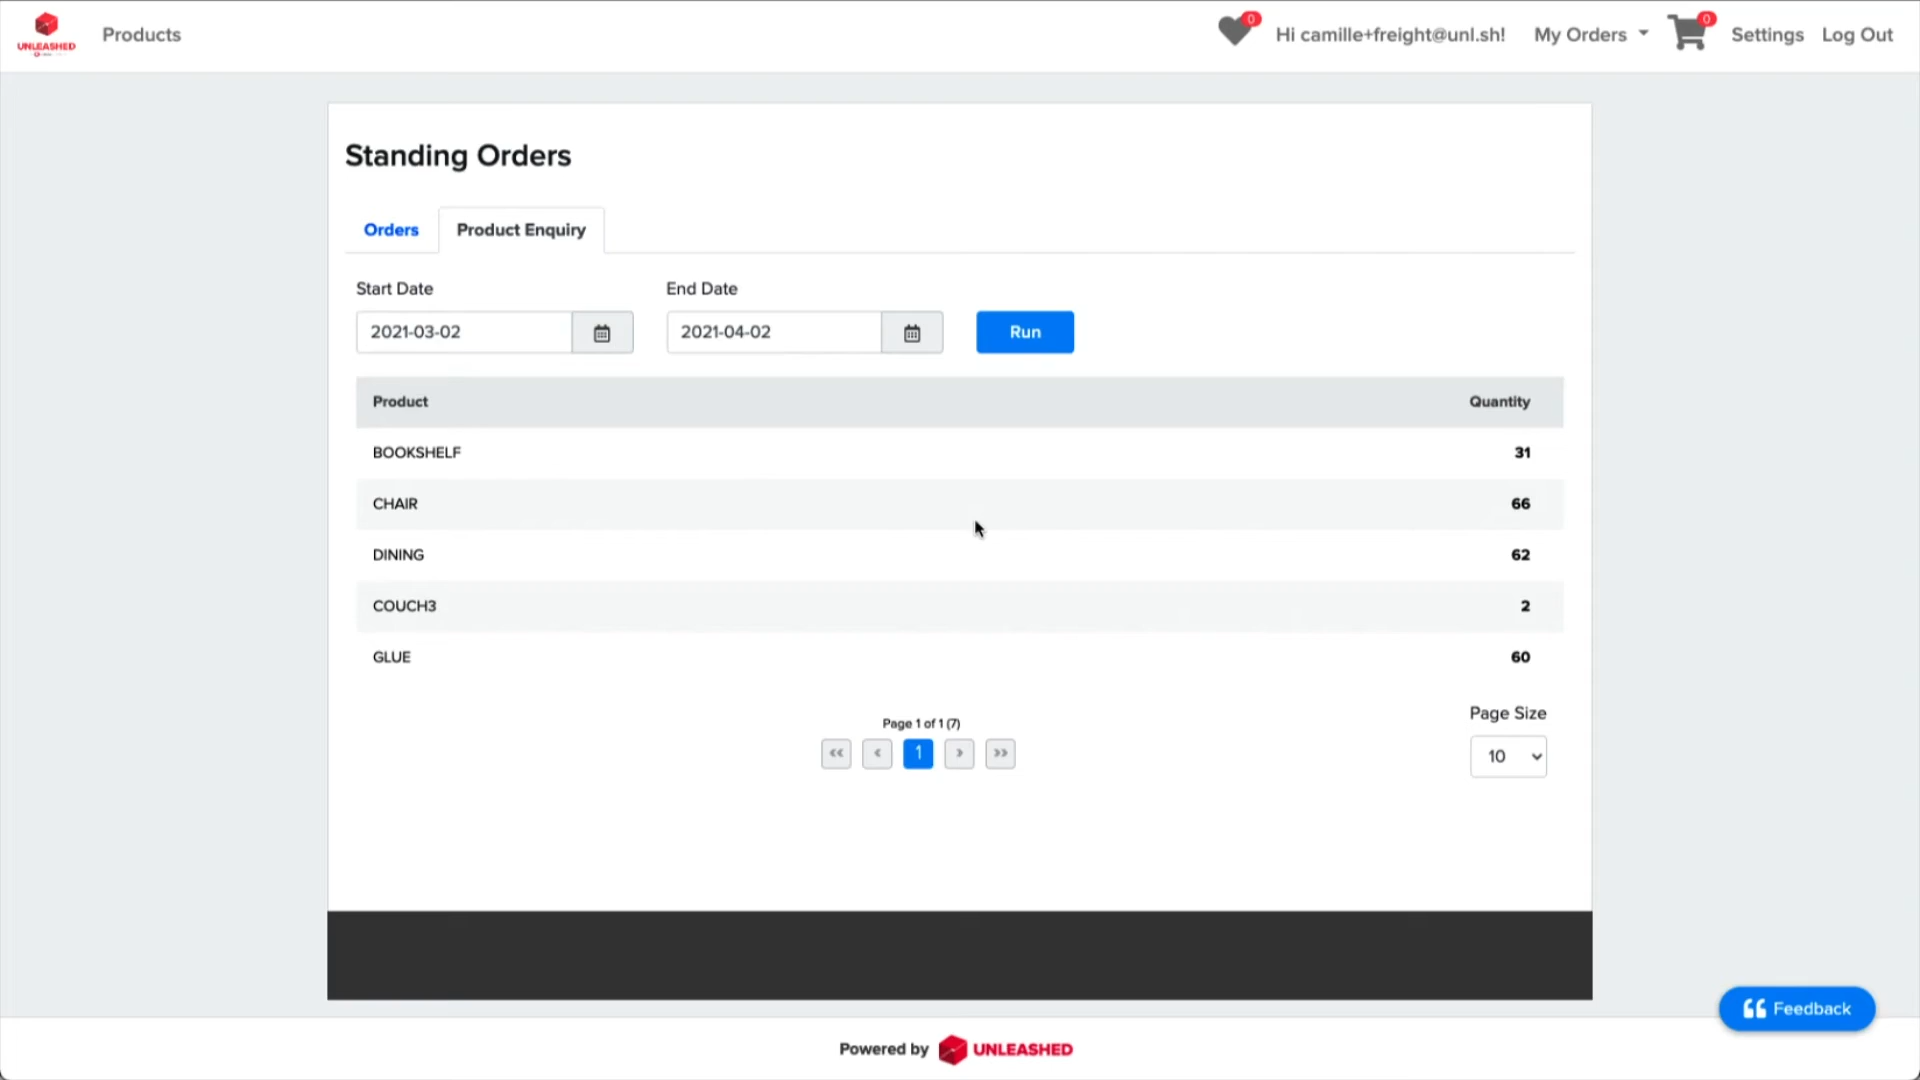 UNLEASHED
Products
0
Hi camille+freight@unl.sh!
My Orders
0
Settings
Log Out
Standing Orders
Orders
Product Enquiry
Start Date
End Date
2021-03-02
2021-04-02
Run
Product
Quantity
BOOKSHELF
31
CHAIR
66
DINING
62
COUCH3
2
GLUE
60
Page 1 of 1 (7)
Page Size
<<
<
1
>
>>
10
Feedback
Powered by UNLEASHED